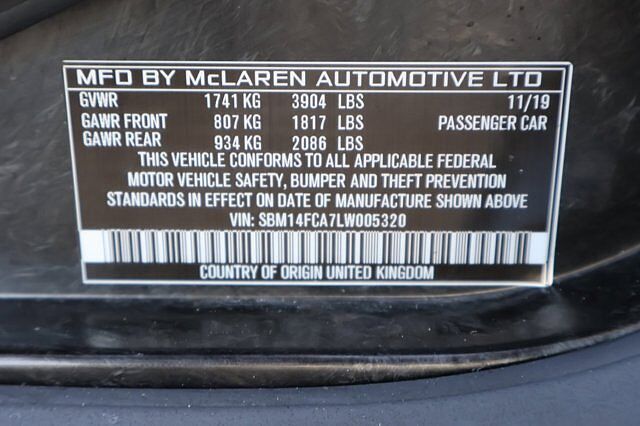 MFD BY McLAREN AUTOMOTIVE LTD
GVWR 1741 KG 3904 LBS 11/19
GAWR FRONT 807 KG 1817 LBS PASSENGER CAR
GAWR REAR 934 KG 2086 LBS
THIS VEHICLE CONFORMS TO ALL APPLICABLE FEDERAL
MOTOR VEHICLE SAFETY, BUMPER AND THEFT PREVENTION
STANDARDS IN EFFECT ON DATE OF MANUFACTURE SHOWN ABOVE
VIN: SBM14FCA7LW005320
COUNTRY OF ORIGIN UNITED KINGDOM